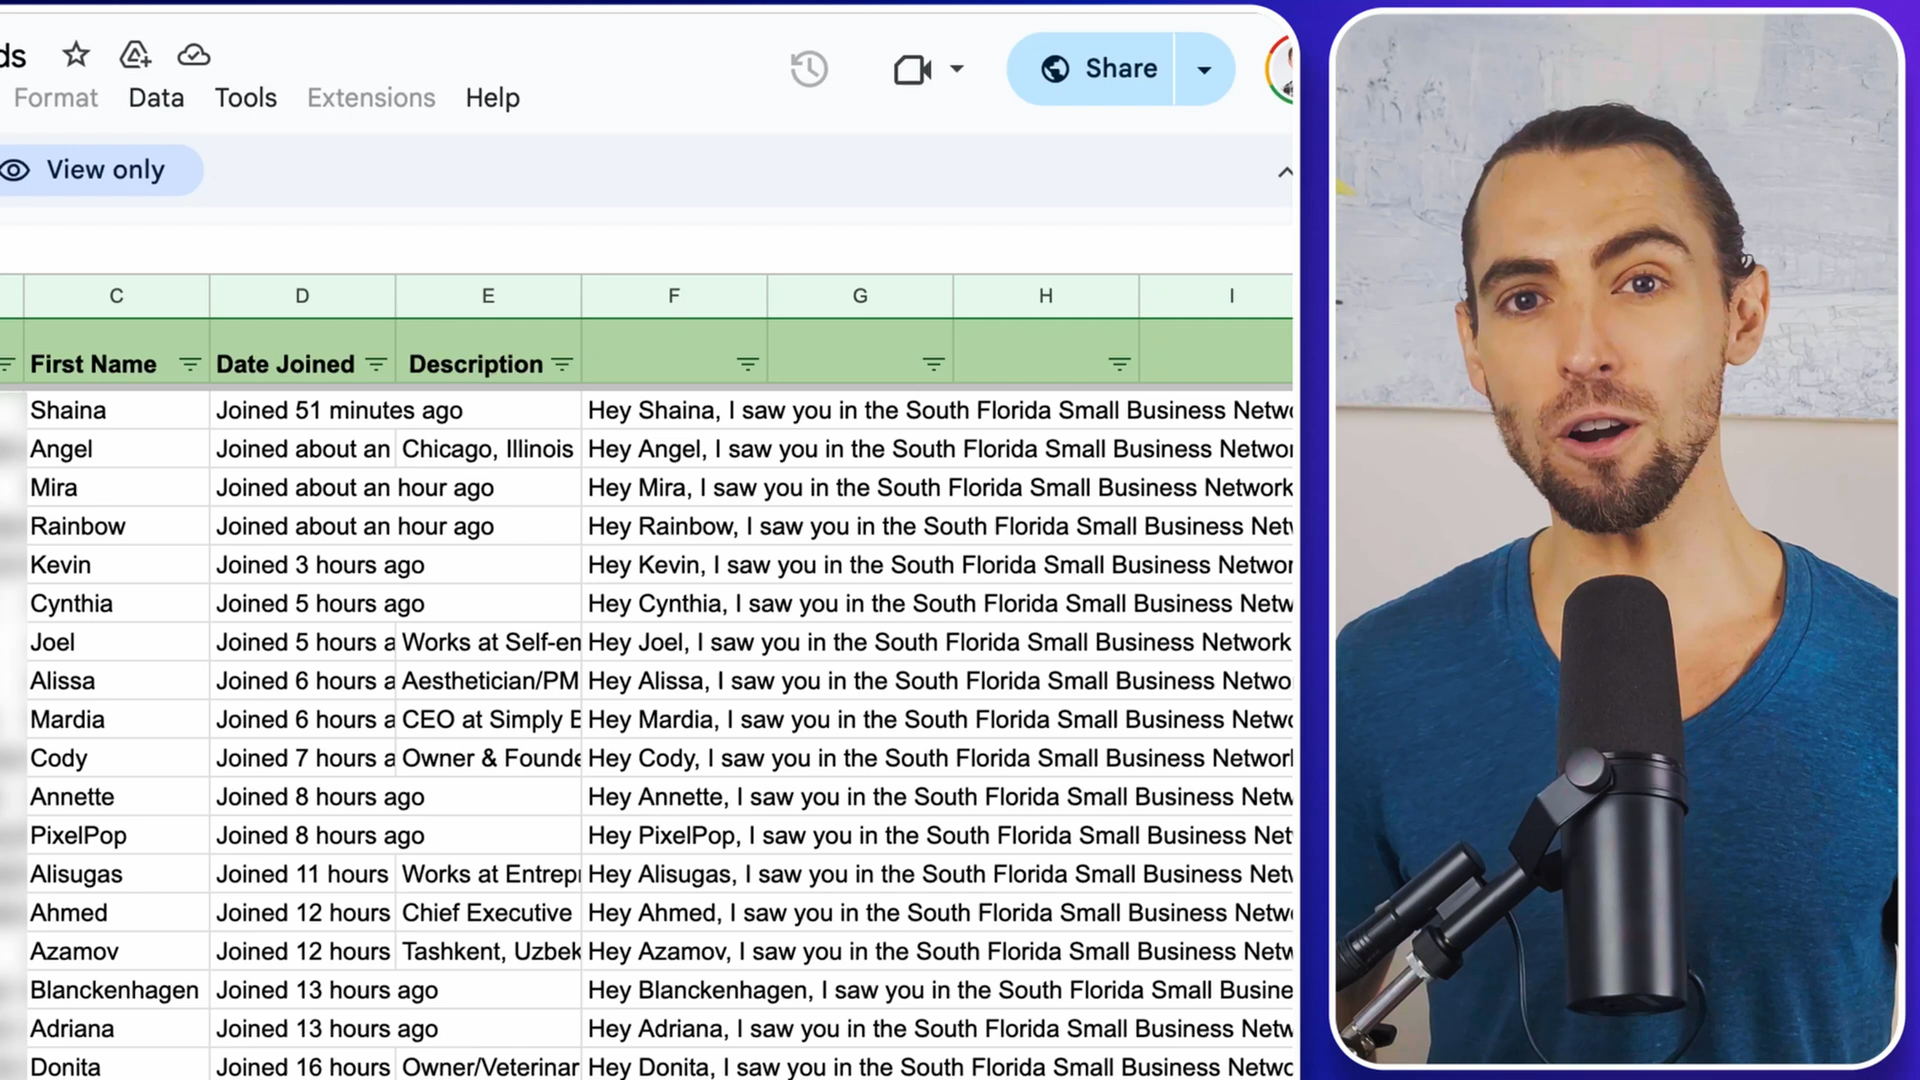 ds
Share
Format Data Tools Extensions Help
View only
C D E F G H I
First Name Date Joined Description
Shaina Joined 51 minutes ago Hey Shaina, I saw you in the South Florida Small Business Netw
Angel Joined about an Chicago, Illinois Hey Angel, I saw you in the South Florida Small Business Networ
Mira Joined about an hour ago Hey Mira, I saw you in the South Florida Small Business Network
Rainbow Joined about an hour ago Hey Rainbow, I saw you in the South Florida Small Business Net
Kevin Joined 3 hours ago Hey Kevin, I saw you in the South Florida Small Business Networ
Cynthia Joined 5 hours ago Hey Cynthia, I saw you in the South Florida Small Business Netw
Joel Joined 5 hours a Works at Self-em Hey Joel, I saw you in the South Florida Small Business Network
Alissa Joined 6 hours a Aesthetician/PM Hey Alissa, I saw you in the South Florida Small Business Netwo
Mardia Joined 6 hours a CEO at Simply B Hey Mardia, I saw you in the South Florida Small Business Netw
Cody Joined 7 hours a Owner & Founde Hey Cody, I saw you in the South Florida Small Business Network
Annette Joined 8 hours ago Hey Annette, I saw you in the South Florida Small Business Netw
PixelPop Joined 8 hours ago Hey PixelPop, I saw you in the South Florida Small Business Net
Alisugas Joined 11 hours Works at Entrepr Hey Alisugas, I saw you in the South Florida Small Business Net
Ahmed Joined 12 hours Chief Executive Hey Ahmed, I saw you in the South Florida Small Business Netw
Azamov Joined 12 hours Tashkent, Uzbek Hey Azamov, I saw you in the South Florida Small Business Net
Blanckenhagen Joined 13 hours ago Hey Blanckenhagen, I saw you in the South Florida Small Busine
Adriana Joined 13 hours ago Hey Adriana, I saw you in the South Florida Small Business Netw
Donita Joined 16 hours Owner/Veterinar Hey Donita, I saw you in the South Florida Small Business Netwo